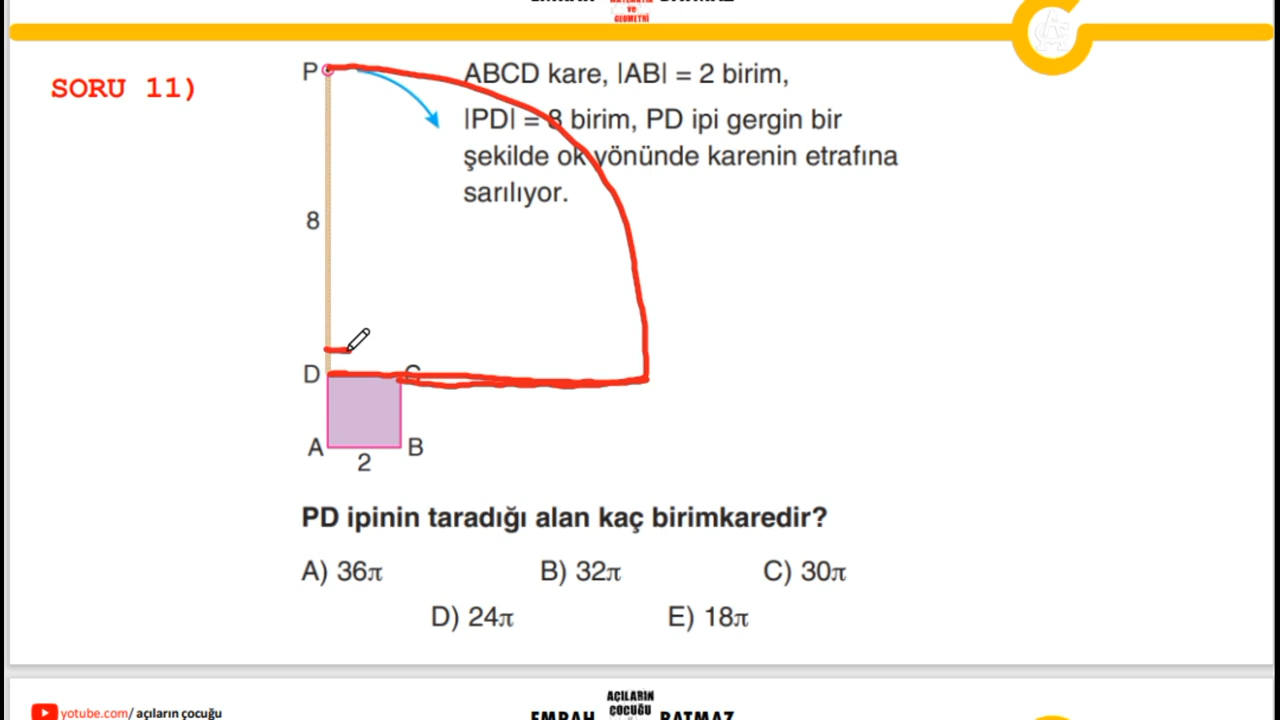 SORU 11)
P
ABCD kare, |AB| = 2 birim,
|PD| = 8 birim, PD ipi gergin bir
şekilde ok yönünde karenin etrafına
sarılıyor.
8
D
C
A
B
2
PD ipinin taradığı alan kaç birimkaredir?
A) 36π B) 32π C) 30π
D) 24π E) 18π
yotube.com/ açıların çocuğu
AÇILARIN
ÇOCUĞU
EMRAH BATMAZ